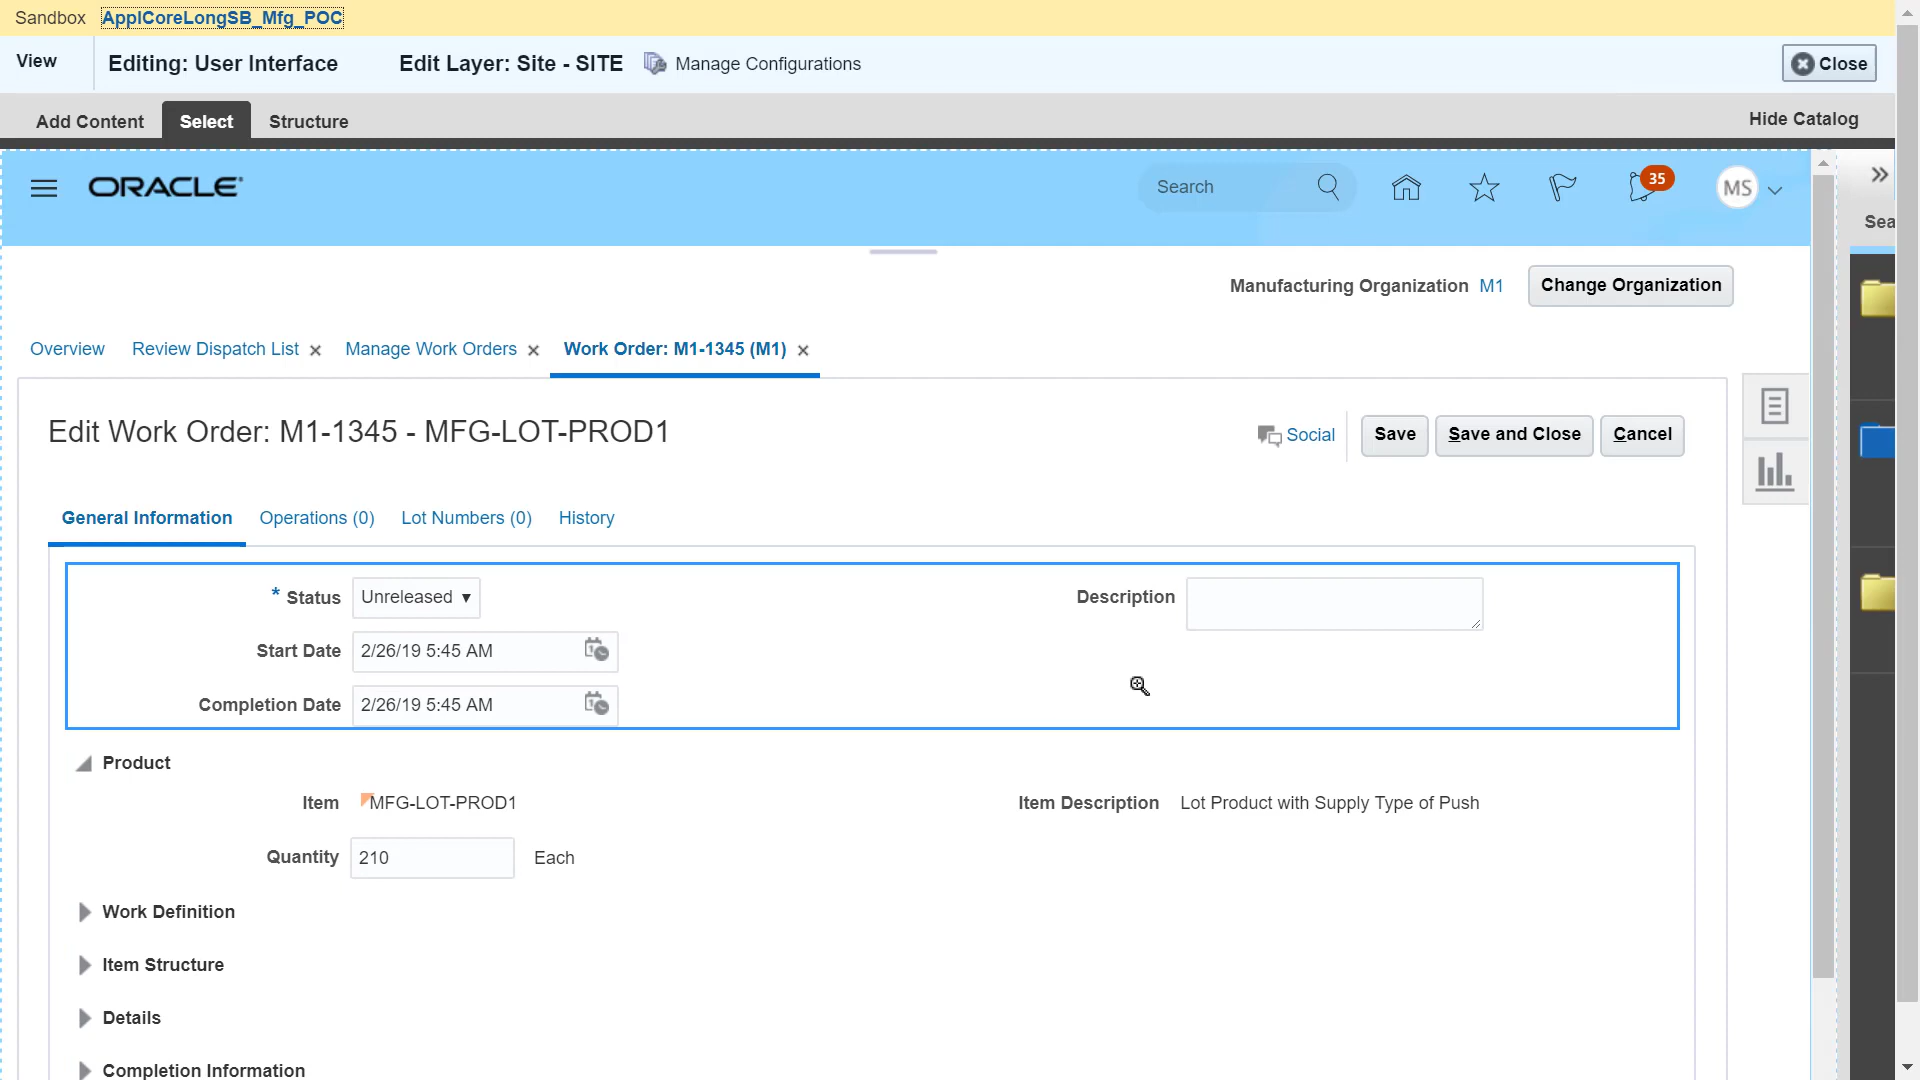 Sandbox ApplCoreLongSB_Mfg_POC
View Editing: User Interface Edit Layer: Site - SITE Manage Configurations Close
Add Content Select Structure Hide Catalog
ORACLE Search 35 MS
Sea
Manufacturing Organization M1 Change Organization
Overview Review Dispatch List Manage Work Orders Work Order: M1-1345 (M1)
Edit Work Order: M1-1345 - MFG-LOT-PROD1 Social Save Save and Close Cancel
General Information Operations (0) Lot Numbers (0) History
* Status Unreleased Description
Start Date 2/26/19 5:45 AM
Completion Date 2/26/19 5:45 AM
Product
Item MFG-LOT-PROD1 Item Description Lot Product with Supply Type of Push
Quantity 210 Each
Work Definition
Item Structure
Details
Completion Information